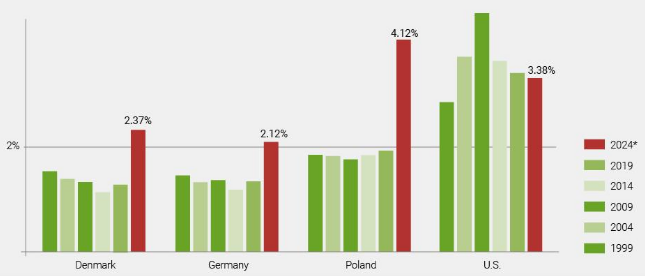 4.12%
3.38%
2.37%
2.12%
2%
2024*
2019
2014
2009
2004
1999
Denmark
Germany
Poland
U.S.